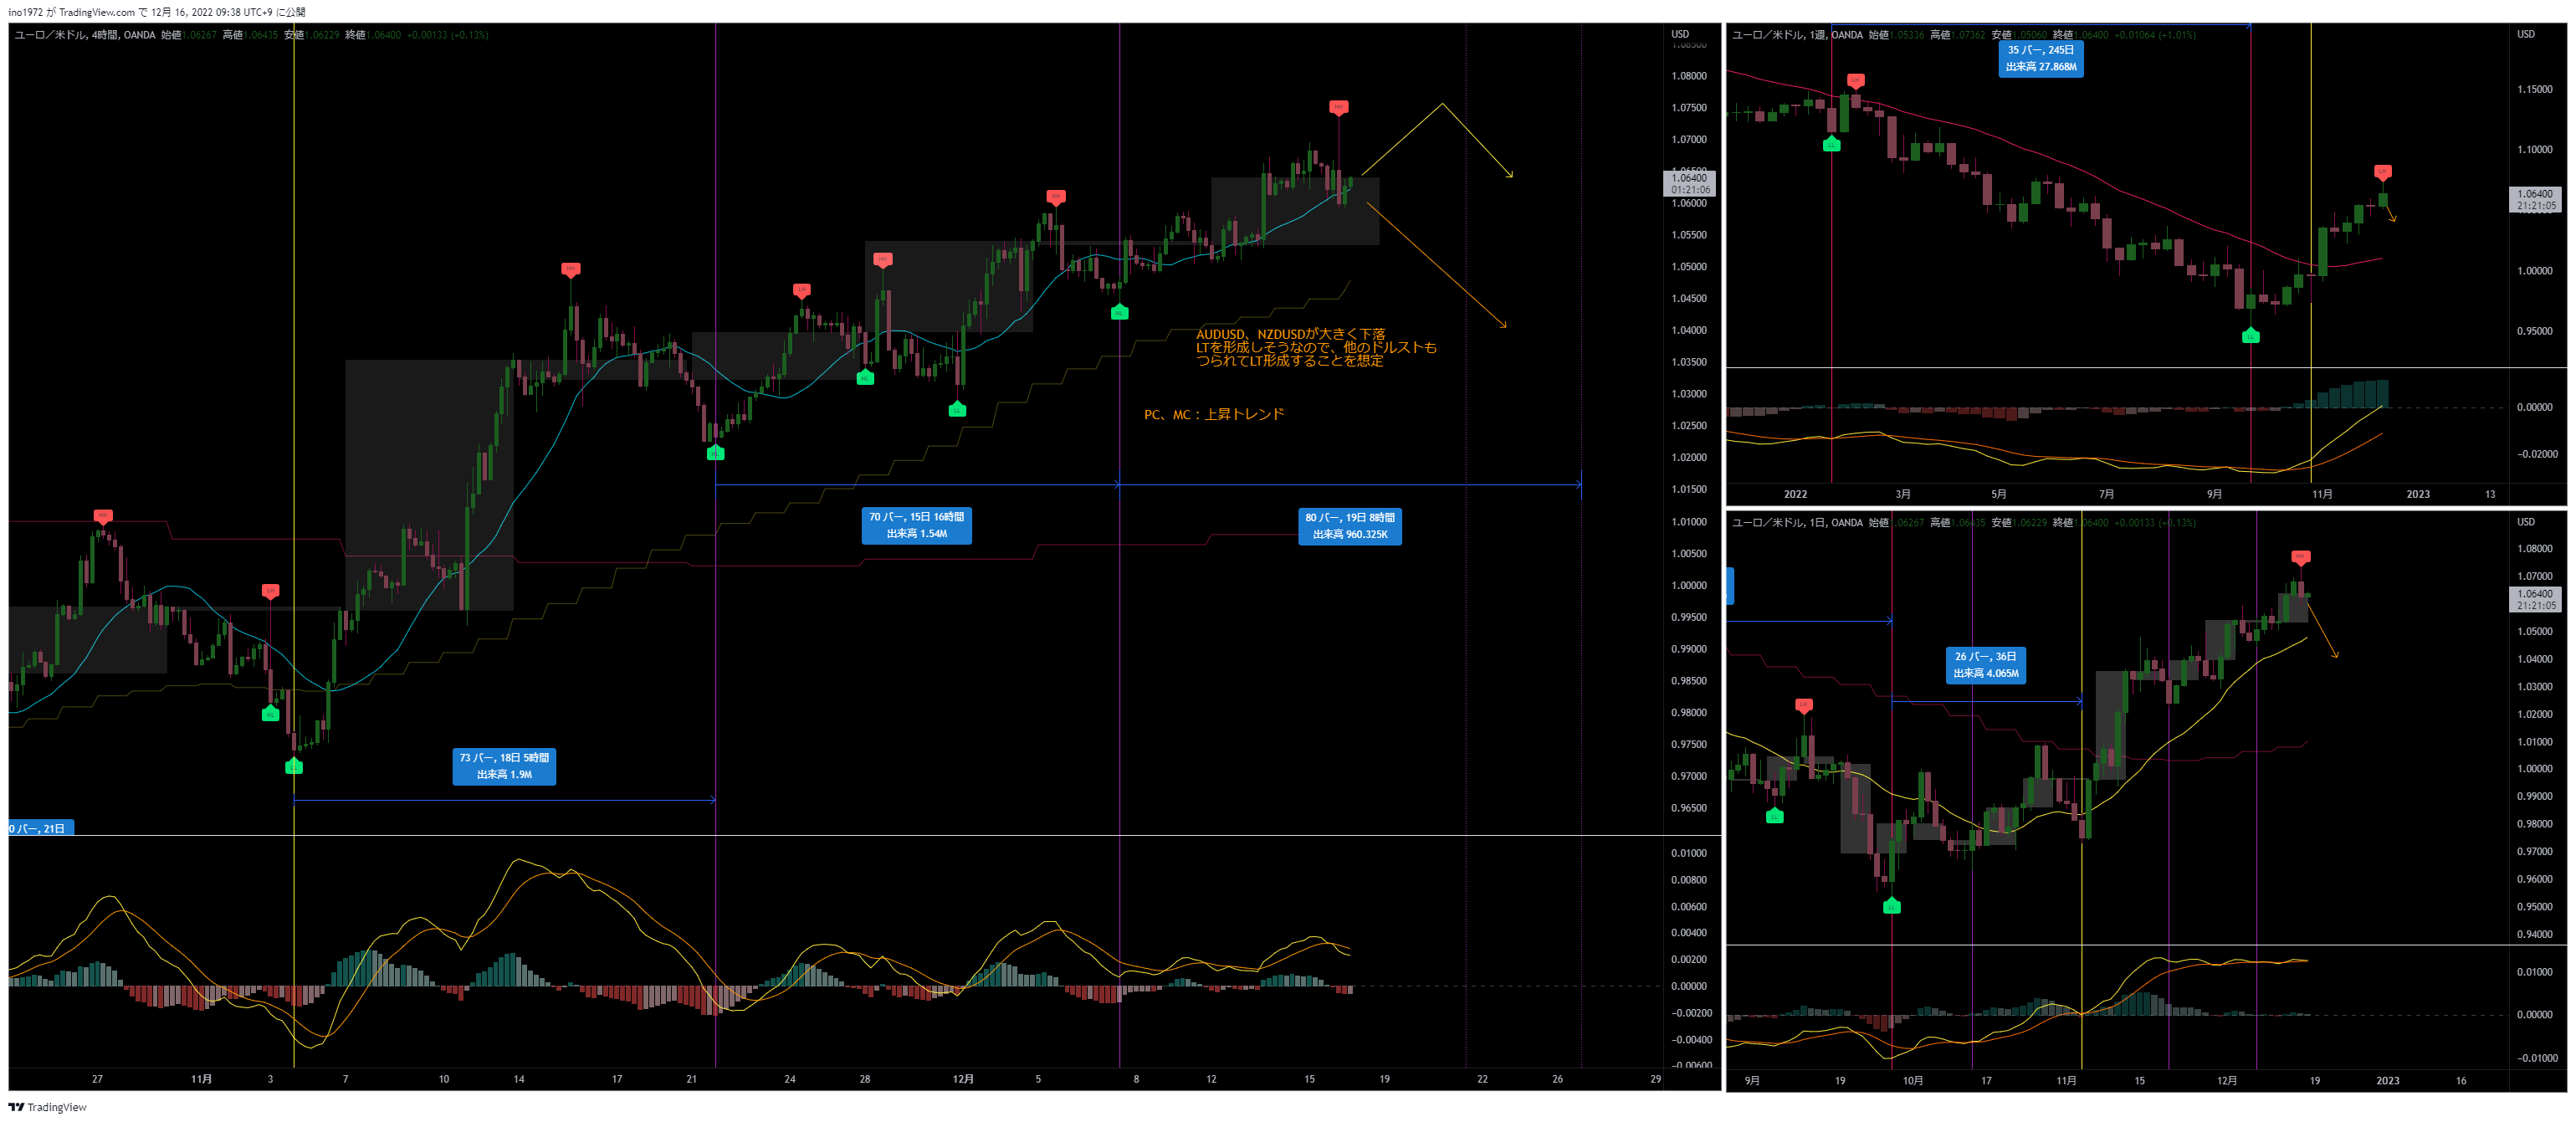 ino1972 が TradingView.com で 12月 16, 2022 09:38 UTC+9 に公開
ユーロ／米ドル, 4時間, OANDA 始値1.06267 高値1.06435 安値1.06229 終値1.06400 +0.00133 (+0.13%)
USD
1.08000
1.07500
1.07000
1.06400
01:21:06
1.06000
1.05500
1.05000
1.04500
1.04000
1.03500
1.03000
1.02500
1.02000
1.01500
1.01000
1.00500
1.00000
0.99500
0.99000
0.98500
0.98000
0.97500
0.97000
0.96500
AUDUSD、NZDUSDが大きく下落
LTを形成しそうなので、他のドルストも
つられてLT形成することを想定
PC、MC：上昇トレンド
70 バー, 15日 16時間
出来高 1.54M
80 バー, 19日 8時間
出来高 960.325K
73 バー, 18日 5時間
出来高 1.9M
0 バー, 21日
0.01000
0.00800
0.00600
0.00400
0.00200
0.00000
−0.00200
−0.00400
−0.00600
27 11月 3 7 10 14 17 21 24 28 12月 5 8 12 15 19 22 26 29
ユーロ／米ドル, 1週, OANDA 始値1.05336 高値1.07362 安値1.05060 終値1.06400 +0.01064 (+1.01%)
USD
35 バー, 245日
出来高 27.868M
1.15000
1.10000
1.06400
21:21:05
1.00000
0.95000
0.00000
−0.02000
2022 3月 5月 7月 9月 11月 2023 13
ユーロ／米ドル, 1日, OANDA 始値1.06267 高値1.06435 安値1.06229 終値1.06400 +0.00133 (+0.13%)
USD
1.08000
1.07000
1.06400
21:21:05
1.05000
1.04000
1.03000
1.02000
1.01000
1.00000
0.99000
0.98000
0.97000
0.96000
0.95000
0.94000
26 バー, 36日
出来高 4.065M
0.01000
0.00000
−0.01000
9月 19 10月 17 11月 15 12月 19 2023 16
TradingView